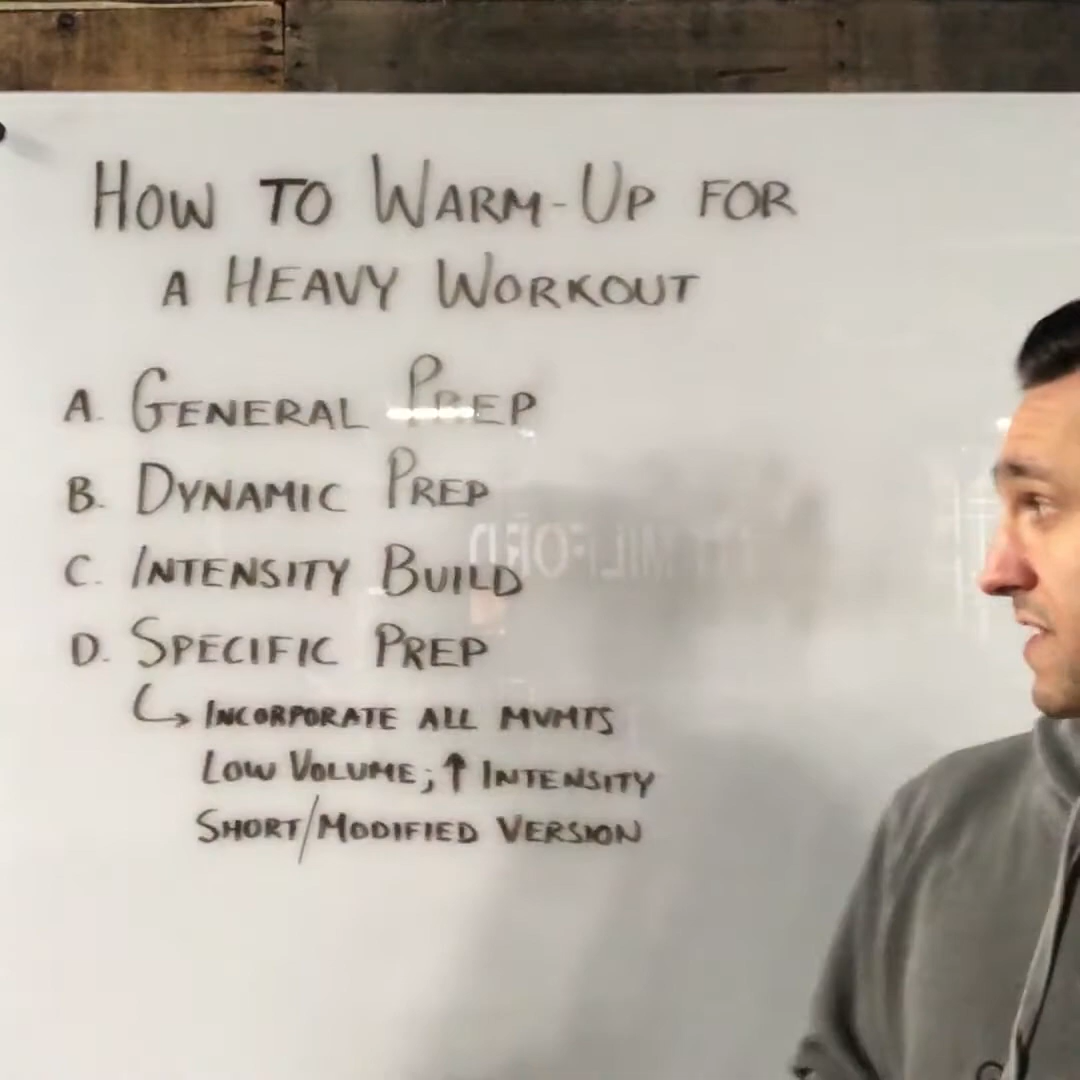 How to Warm-Up for
a Heavy Workout
A. General Prep
B. Dynamic Prep
C. Intensity Build
D. Specific Prep
↳ Incorporate all mvmts
Low Volume; ↑ Intensity
Short/Modified Version
MILFORD